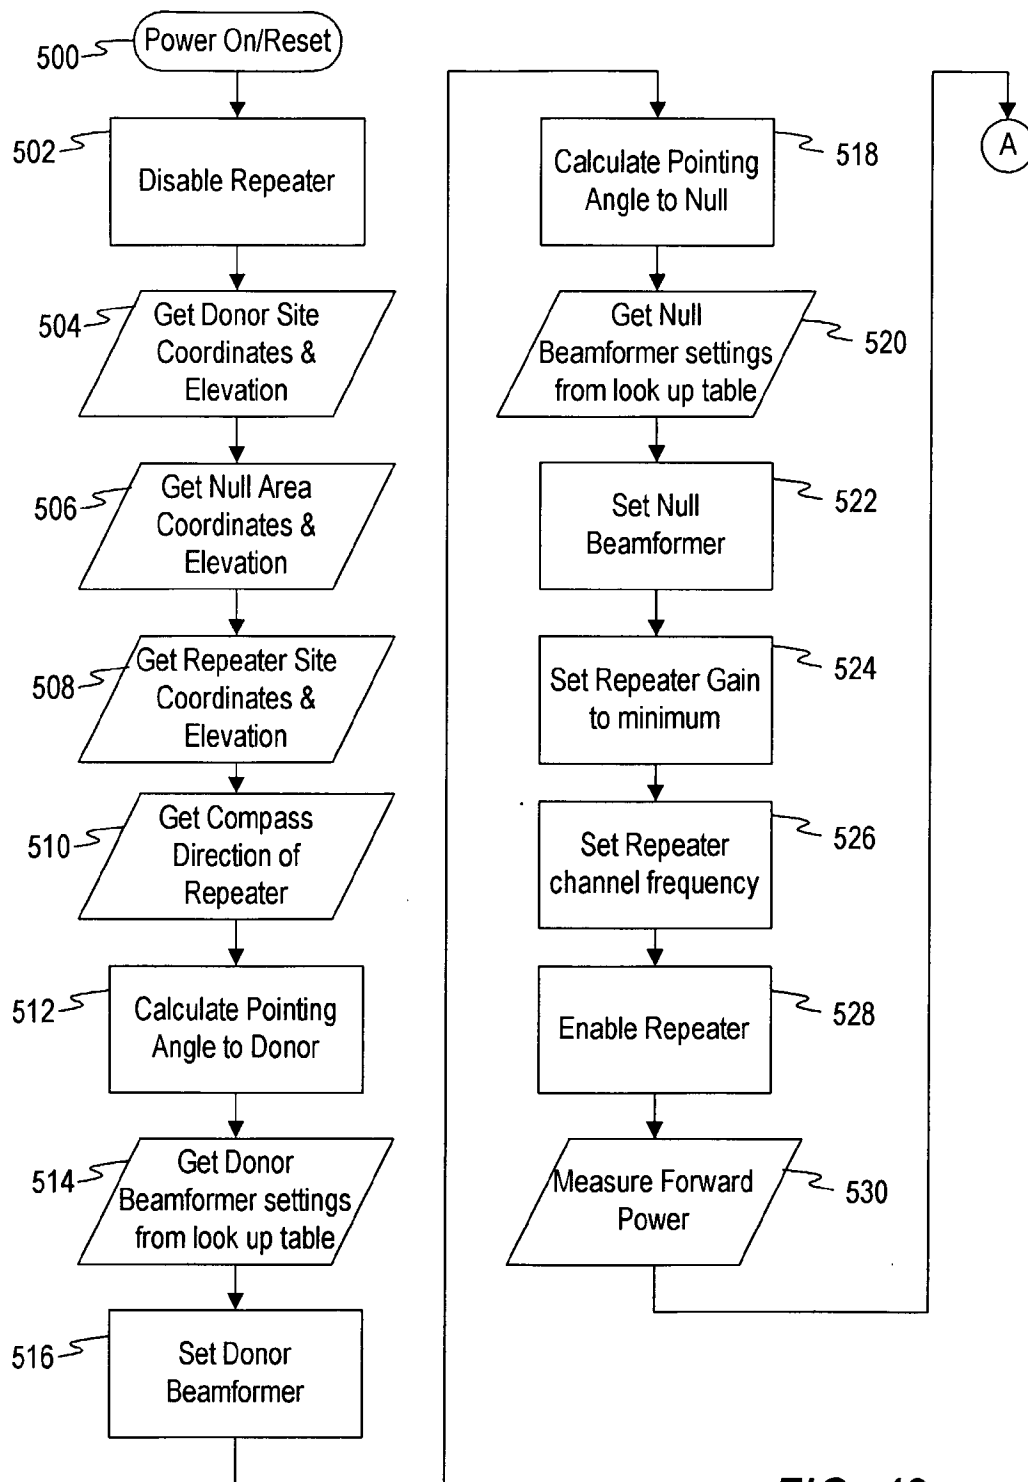 500
Power On/Reset
502
Disable Repeater
504
Get Donor Site
Coordinates &
Elevation
506
Get Null Area
Coordinates &
Elevation
508
Get Repeater Site
Coordinates &
Elevation
510
Get Compass
Direction of
Repeater
512
Calculate Pointing
Angle to Donor
514
Get Donor
Beamformer settings
from look up table
516
Set Donor
Beamformer
Calculate Pointing
Angle to Null
518
Get Null
Beamformer settings
from look up table
520
Set Null
Beamformer
522
Set Repeater Gain
to minimum
524
Set Repeater
channel frequency
526
Enable Repeater
528
Measure Forward
Power
530
A